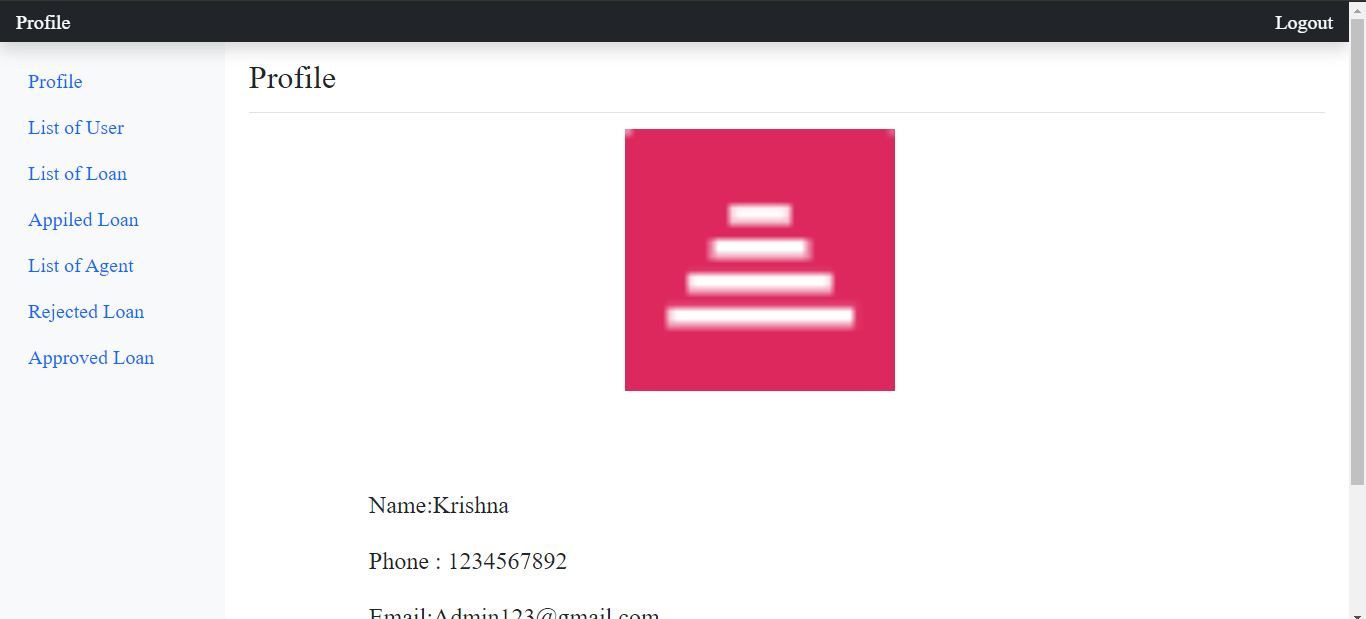 Profile
Logout
Profile
List of User
List of Loan
Appiled Loan
List of Agent
Rejected Loan
Approved Loan
Profile
Name:Krishna
Phone : 1234567892
Email:Admin123@gmail.com